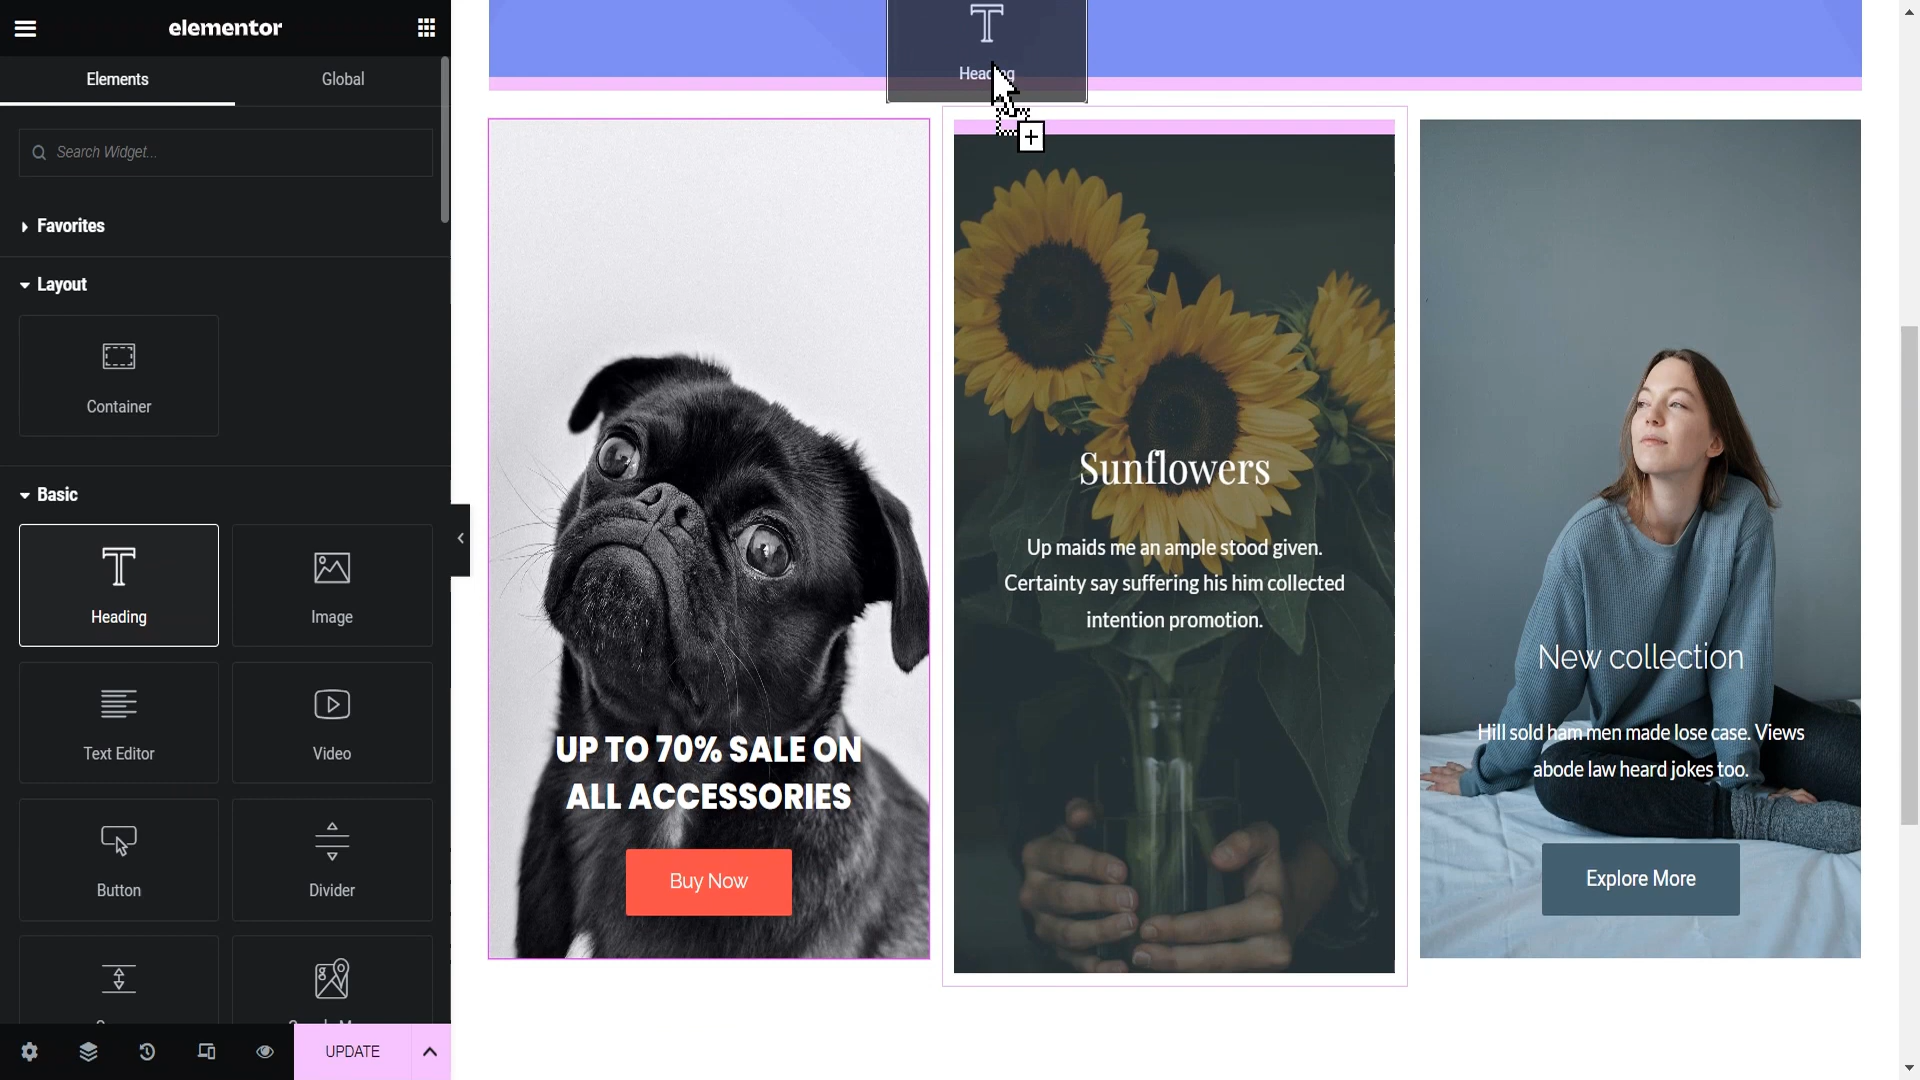 elementor
Elements
Global
Search Widget...
Favorites
Layout
Container
Basic
Heading
Image
Text Editor
Video
Button
Divider
UPDATE
Heading
UP TO 70% SALE ON
ALL ACCESSORIES
Buy Now
Sunflowers
Up maids me an ample stood given.
Certainty say suffering his him collected
intention promotion.
New collection
Hill sold ham men made lose case. Views
abode law heard jokes too.
Explore More